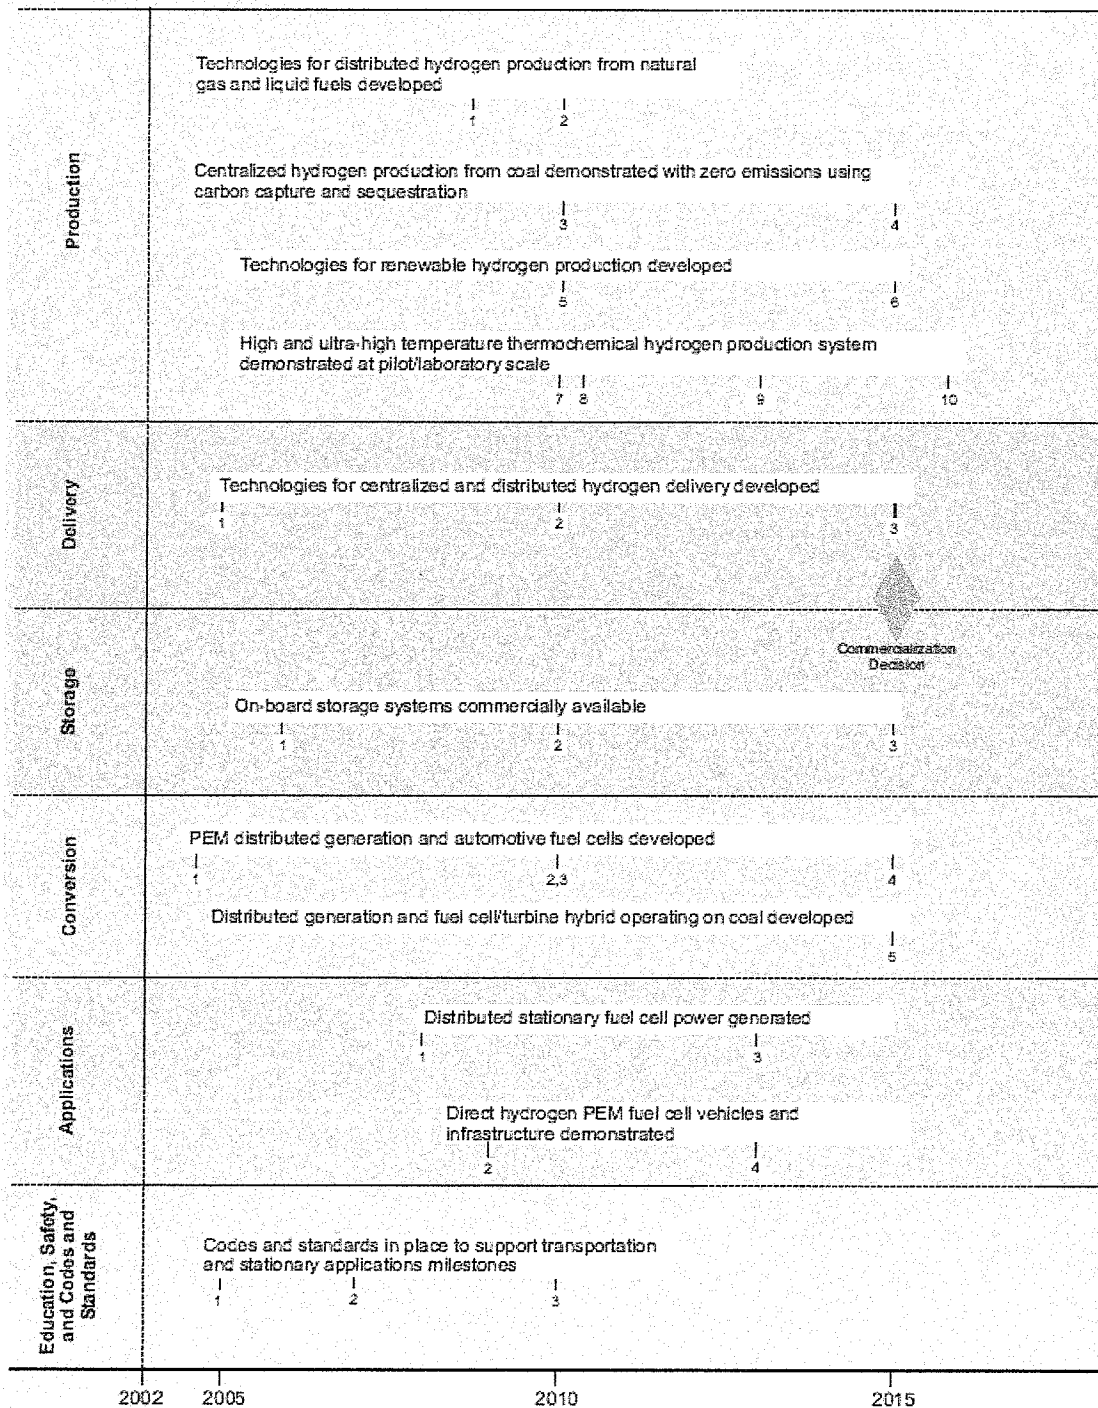 Production
Technologies for distributed hydrogen production from natural
gas and liquid fuels developed
1 2
Centralized hydrogen production from coal demonstrated with zero emissions using
carbon capture and sequestration
3 4
Technologies for renewable hydrogen production developed
5 6
High and ultra-high temperature thermochemical hydrogen production system
demonstrated at pilot/laboratory scale
7 8 9 10
Delivery
Technologies for centralized and distributed hydrogen delivery developed
1 2 3
Commercialization
Decision
Storage
On-board storage systems commercially available
1 2 3
Conversion
PEM distributed generation and automotive fuel cells developed
1 2,3 4
Distributed generation and fuel cell/turbine hybrid operating on coal developed
5
Applications
Distributed stationary fuel cell power generated
1 3
Direct hydrogen PEM fuel cell vehicles and
infrastructure demonstrated
2 4
Education, Safety,
and Codes and
Standards
Codes and standards in place to support transportation
and stationary applications milestones
1 2 3
2002 2005 2010 2015